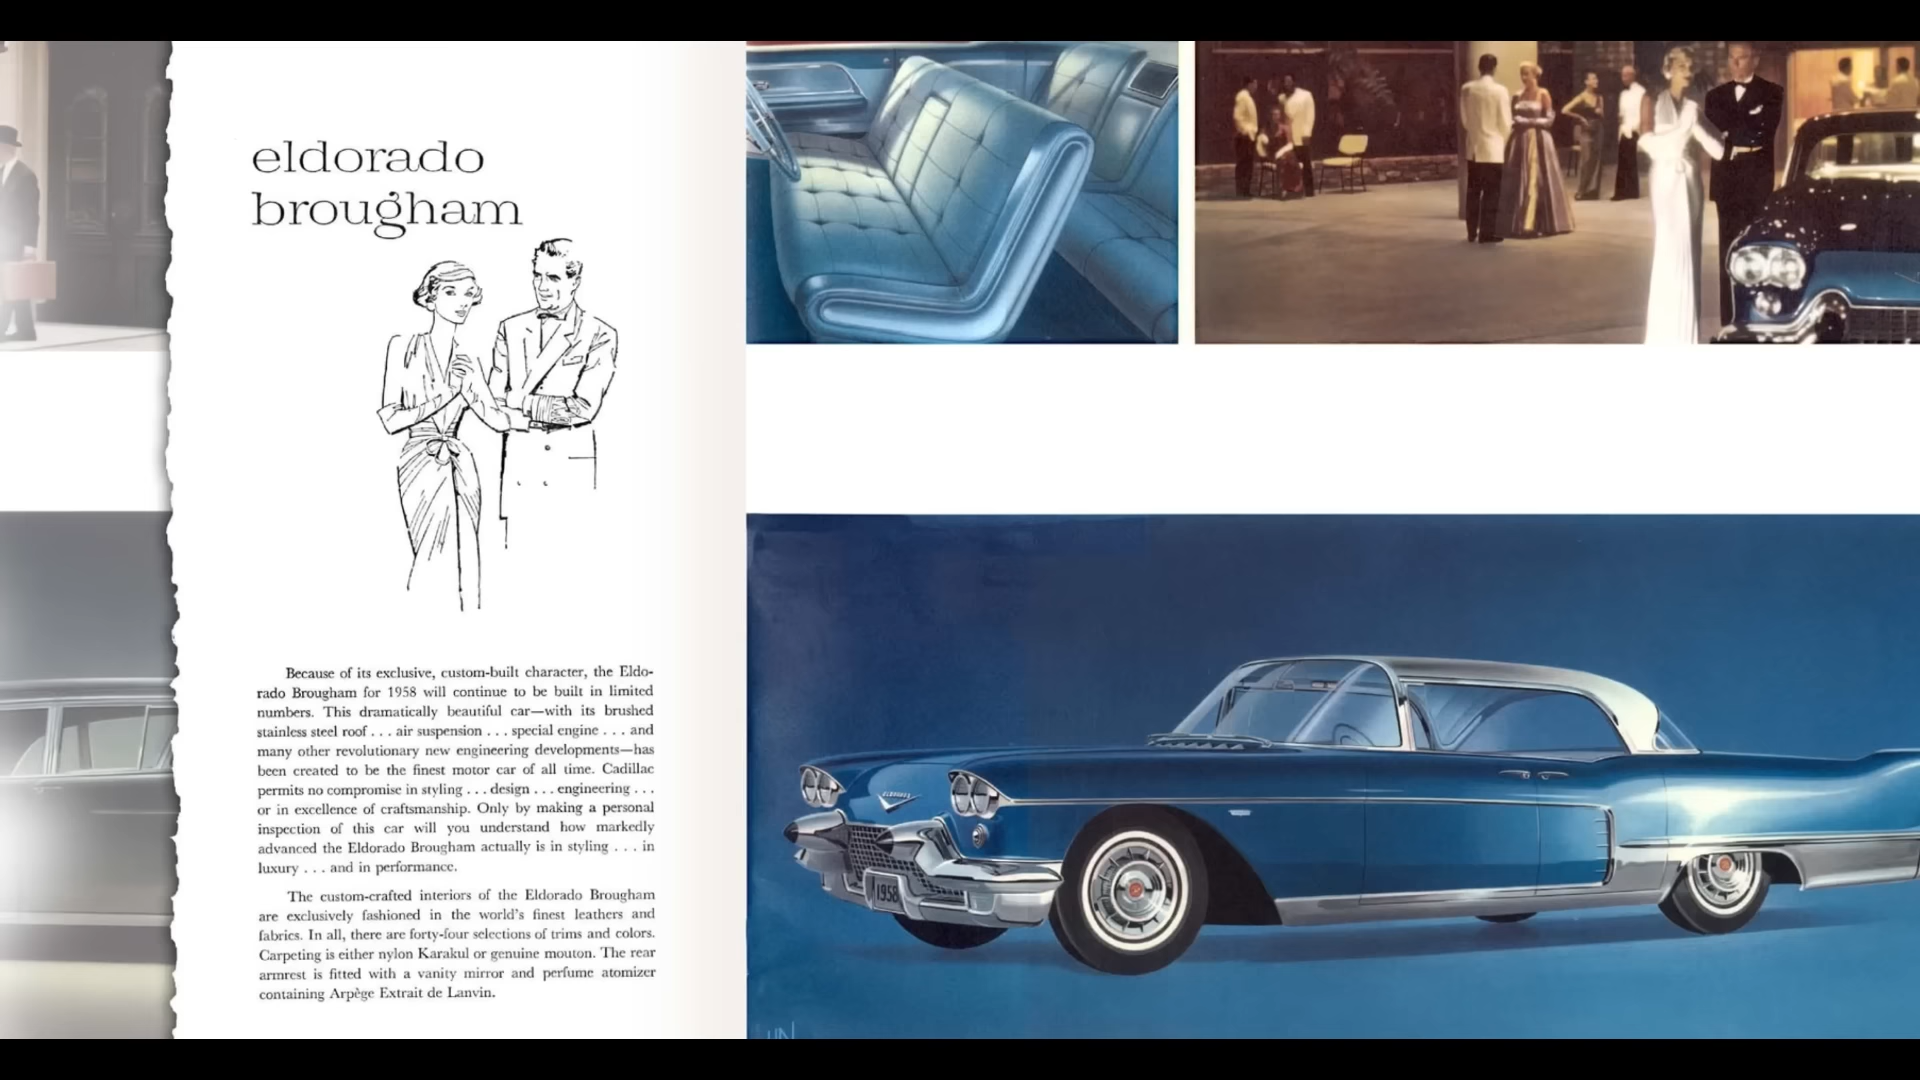 eldorado
brougham
Because of its exclusive, custom-built character, the Eldo-
rado Brougham for 1958 will continue to be built in limited
numbers. This dramatically beautiful car—with its brushed
stainless steel roof . . . air suspension . . . special engine . . . and
many other revolutionary new engineering developments—has
been created to be the finest motor car of all time. Cadillac
permits no compromise in styling . . . design . . . engineering . . .
or in excellence of craftsmanship. Only by making a personal
inspection of this car will you understand how markedly
advanced the Eldorado Brougham actually is in styling . . . in
luxury . . . and in performance.
The custom-crafted interiors of the Eldorado Brougham
are exclusively fashioned in the world's finest leathers and
fabrics. In all, there are forty-four selections of trims and colors.
Carpeting is either nylon Karakul or genuine mouton. The rear
armrest is fitted with a vanity mirror and perfume atomizer
containing Arpège Extrait de Lanvin.
ELDORADO
1958